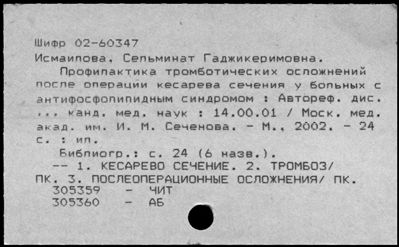 Шифр 02-60347
Исмаилова, Сельминат Гаджикеримовна.
Профилактика тромботических осложнений
после операции кесарева сечения у больных с
антифосфолипидным синдромом : Автореф. дис.
... канд. мед. наук : 14.00.01 / Моск. мед.
акад. им. И. М. Сеченова. - М., 2002. - 24
с. : ил.
Библиогр.: с. 24 (6 назв.).
-- 1. КЕСАРЕВО СЕЧЕНИЕ. 2. ТРОМБОЗ/
ПК. 3. ПОСЛЕОПЕРАЦИОННЫЕ ОСЛОЖНЕНИЯ/ ПК.
305359 - ЧИТ
305360 - АБ